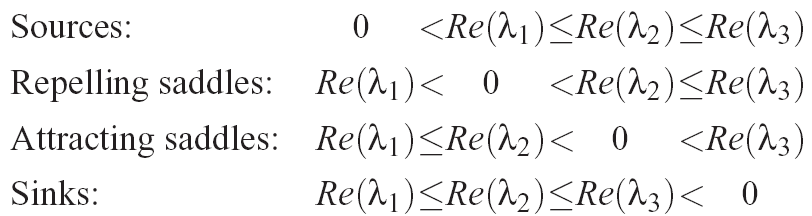 Sources: 0 <Re(λ₁)≤Re(λ₂)≤Re(λ₃)
Repelling saddles: Re(λ₁)< 0 <Re(λ₂)≤Re(λ₃)
Attracting saddles: Re(λ₁)≤Re(λ₂)< 0 <Re(λ₃)
Sinks: Re(λ₁)≤Re(λ₂)≤Re(λ₃)< 0